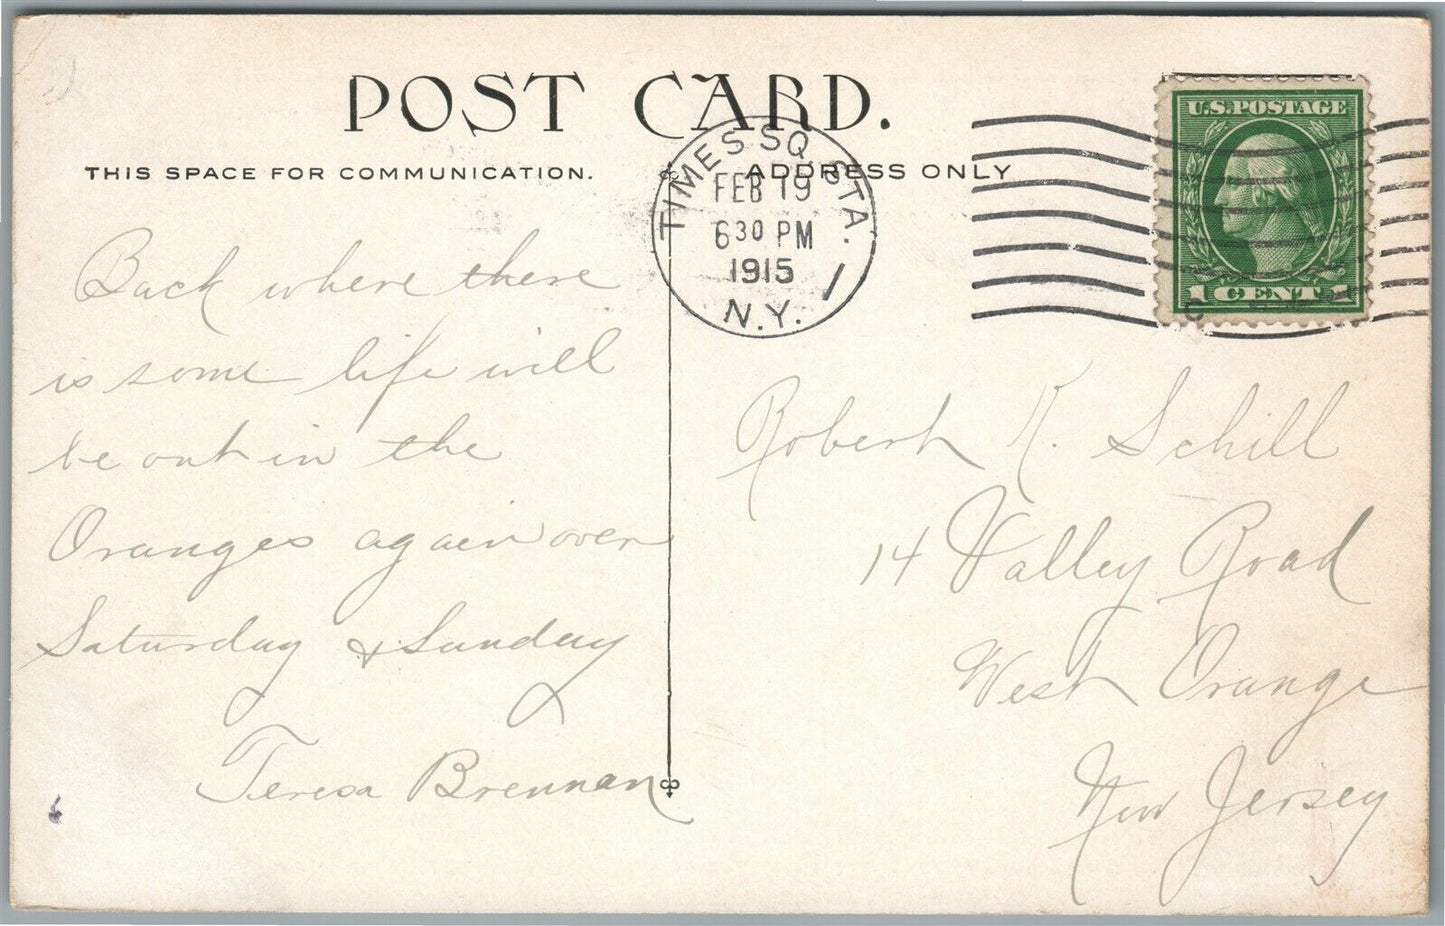 POST CARD.
THIS SPACE FOR COMMUNICATION.
ADDRESS ONLY
TIMES SQ. STA.
FEB 19
6 30 PM
1915
N.Y.
1
U.S. POSTAGE
1 CENT 1
Back where there
is some life will
be out in the
Oranges again over
Saturday & Sunday
Teresa Brennan
Robert K. Schill
14 Valley Road
West Orange
New Jersey